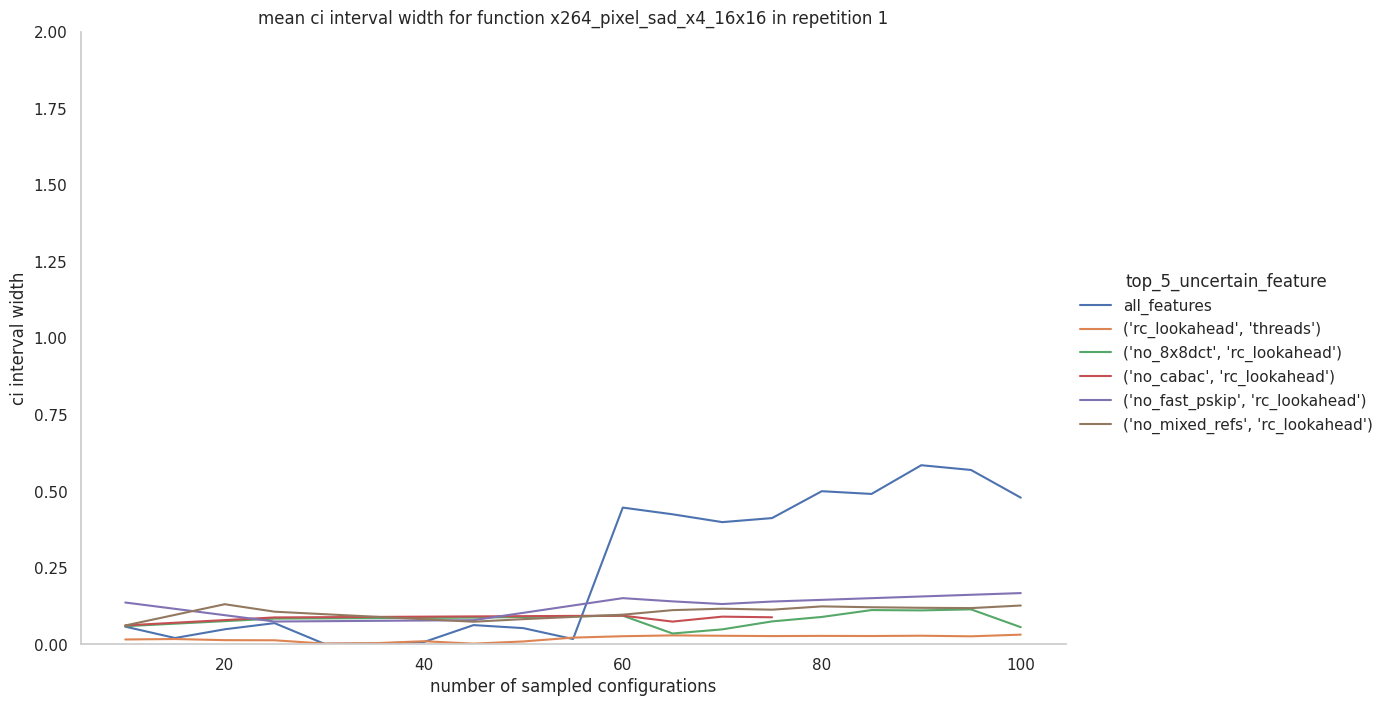 mean ci interval width for function x264_pixel_sad_x4_16x16 in repetition 1
2.00
1.75
1.50
1.25
1.00
0.75
0.50
0.25
0.00
ci interval width
20
40
60
80
100
number of sampled configurations
top_5_uncertain_feature
all_features
('rc_lookahead', 'threads')
('no_8x8dct', 'rc_lookahead')
('no_cabac', 'rc_lookahead')
('no_fast_pskip', 'rc_lookahead')
('no_mixed_refs', 'rc_lookahead')